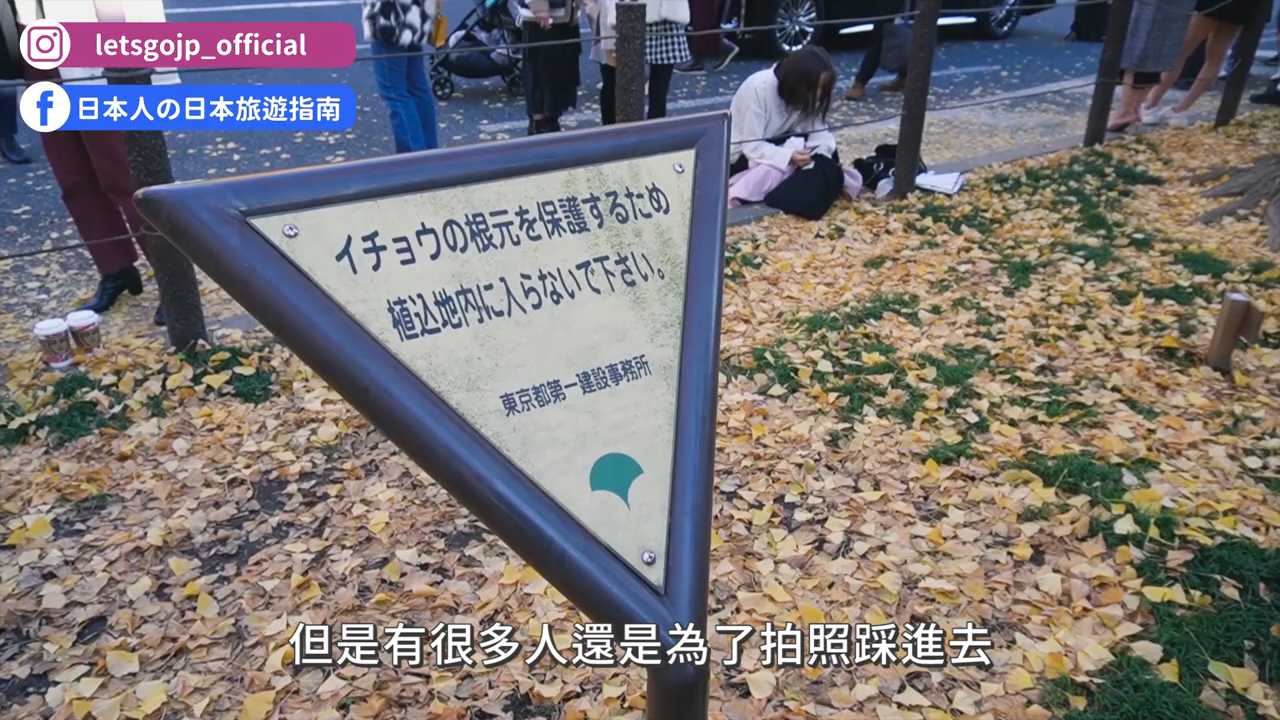 letsgojp_official
日本人の日本旅遊指南
イチョウの根元を保護するため
植込地内に入らないで下さい。
東京都第一建設事務所
但是有很多人還是為了拍照踩進去